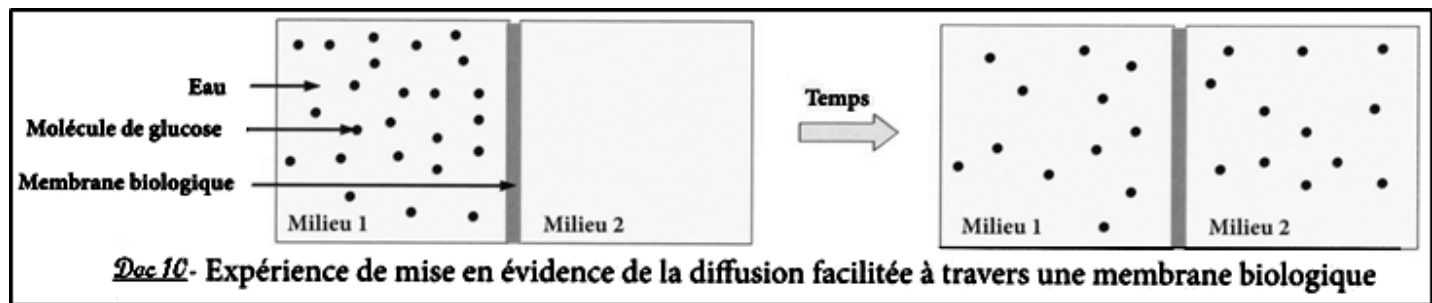 Eau
Molécule de glucose
Membrane biologique
Milieu 1
Milieu 2
Temps
Milieu 1
Milieu 2
Doc 10- Expérience de mise en évidence de la diffusion facilitée à travers une membrane biologique